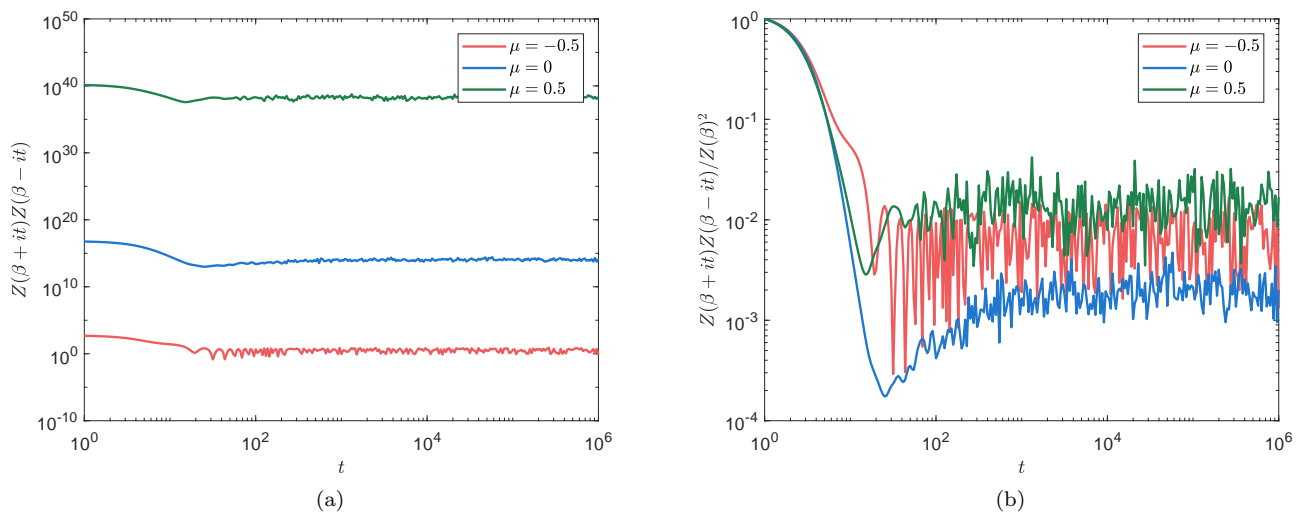 10^50
10^40
10^30
10^20
10^10
10^0
10^-10
Z(β + it)Z(β − it)
μ = −0.5
μ = 0
μ = 0.5
10^0 10^2 10^4 10^6
t
(a)
10^0
10^-1
10^-2
10^-3
10^-4
Z(β + it)Z(β − it)/Z(β)^2
μ = −0.5
μ = 0
μ = 0.5
10^0 10^2 10^4 10^6
t
(b)